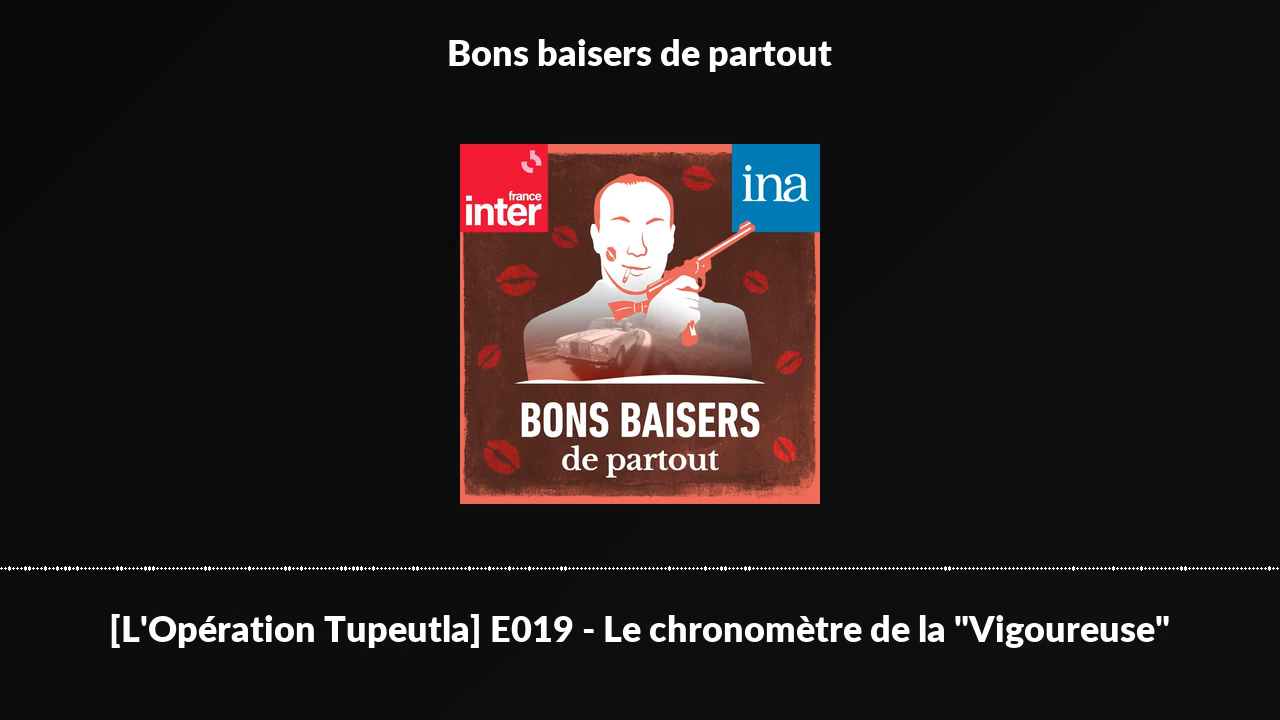 Bons baisers de partout
france
inter
ina
BONS BAISERS
de partout
[L'Opération Tupeutla] E019 - Le chronomètre de la "Vigoureuse"